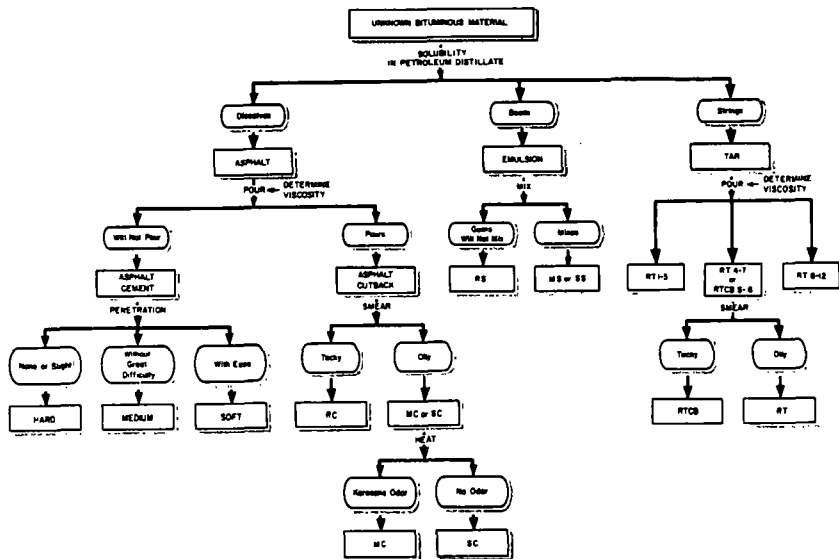 UNKNOWN BITUMINOUS MATERIAL
SOLUBILITY
IN PETROLEUM DISTILLATE
Dissolves
Beads
Strings
ASPHALT
EMULSION
TAR
POUR
DETERMINE
VISCOSITY
MIX
POUR
DETERMINE
VISCOSITY
Will Not Pour
Pours
Gums
Will Not Mix
Mixes
ASPHALT
CEMENT
ASPHALT
CUTBACK
RS
MS or SS
RT 1-3
RT 4-7
or
RTCB 5-6
RT 8-12
PENETRATION
SMEAR
SMEAR
None or Slight
Without
Great
Difficulty
With Ease
Tacky
Oily
Tacky
Oily
HARD
MEDIUM
SOFT
RC
MC or SC
RTCB
RT
HEAT
Kerosene Odor
No Odor
MC
SC